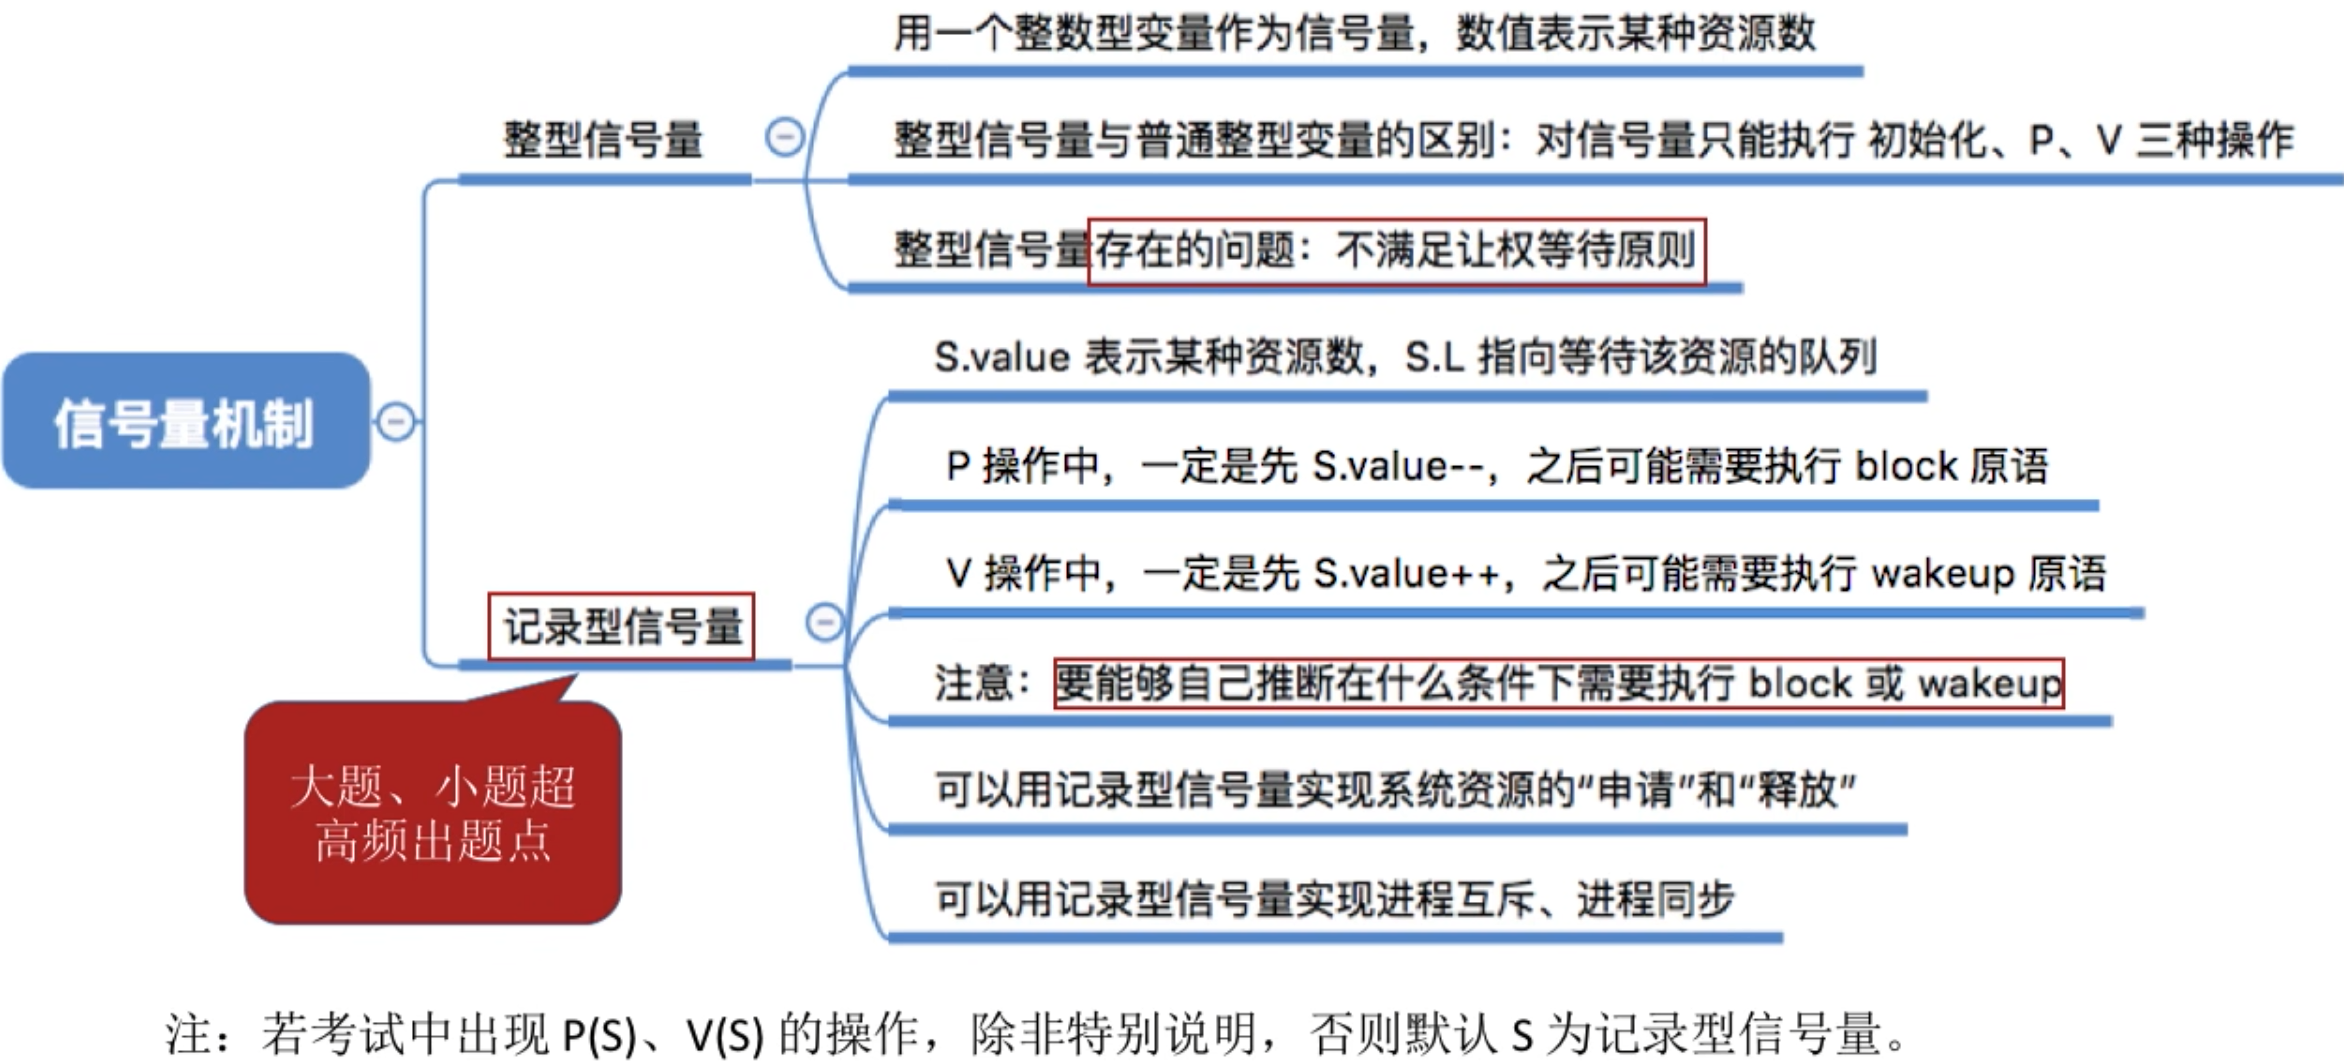 信号量机制
整型信号量
用一个整数型变量作为信号量，数值表示某种资源数
整型信号量与普通整型变量的区别：对信号量只能执行 初始化、P、V 三种操作
整型信号量存在的问题：不满足让权等待原则
记录型信号量
S.value 表示某种资源数，S.L 指向等待该资源的队列
P 操作中，一定是先 S.value--，之后可能需要执行 block 原语
V 操作中，一定是先 S.value++，之后可能需要执行 wakeup 原语
注意：要能够自己推断在什么条件下需要执行 block 或 wakeup
可以用记录型信号量实现系统资源的“申请”和“释放”
可以用记录型信号量实现进程互斥、进程同步
大题、小题超
高频出题点
注：若考试中出现 P(S)、V(S) 的操作，除非特别说明，否则默认 S 为记录型信号量。